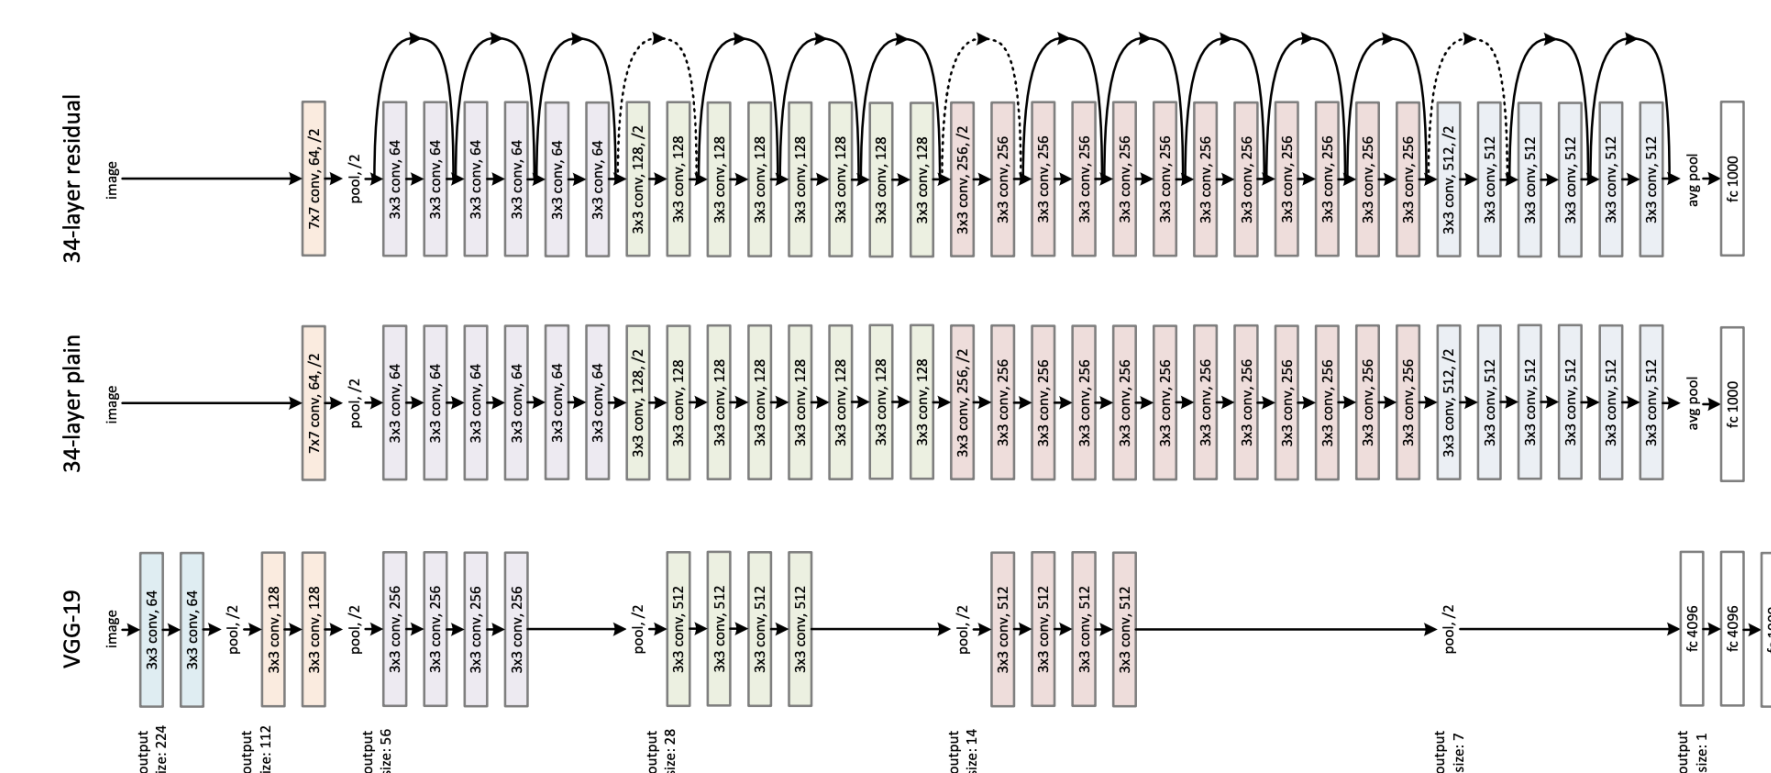 34-layer residual
image
7x7 conv, 64, /2
pool, /2
3x3 conv, 64
3x3 conv, 64
3x3 conv, 64
3x3 conv, 64
3x3 conv, 64
3x3 conv, 64
3x3 conv, 128, /2
3x3 conv, 128
3x3 conv, 128
3x3 conv, 128
3x3 conv, 128
3x3 conv, 128
3x3 conv, 128
3x3 conv, 128
3x3 conv, 256, /2
3x3 conv, 256
3x3 conv, 256
3x3 conv, 256
3x3 conv, 256
3x3 conv, 256
3x3 conv, 256
3x3 conv, 256
3x3 conv, 256
3x3 conv, 256
3x3 conv, 256
3x3 conv, 256
3x3 conv, 512, /2
3x3 conv, 512
3x3 conv, 512
3x3 conv, 512
3x3 conv, 512
3x3 conv, 512
avg pool
fc 1000
34-layer plain
image
7x7 conv, 64, /2
pool, /2
3x3 conv, 64
3x3 conv, 64
3x3 conv, 64
3x3 conv, 64
3x3 conv, 64
3x3 conv, 64
3x3 conv, 128, /2
3x3 conv, 128
3x3 conv, 128
3x3 conv, 128
3x3 conv, 128
3x3 conv, 128
3x3 conv, 128
3x3 conv, 128
3x3 conv, 256, /2
3x3 conv, 256
3x3 conv, 256
3x3 conv, 256
3x3 conv, 256
3x3 conv, 256
3x3 conv, 256
3x3 conv, 256
3x3 conv, 256
3x3 conv, 256
3x3 conv, 256
3x3 conv, 256
3x3 conv, 512, /2
3x3 conv, 512
3x3 conv, 512
3x3 conv, 512
3x3 conv, 512
3x3 conv, 512
avg pool
fc 1000
VGG-19
image
3x3 conv, 64
3x3 conv, 64
pool, /2
3x3 conv, 128
3x3 conv, 128
pool, /2
3x3 conv, 256
3x3 conv, 256
3x3 conv, 256
3x3 conv, 256
pool, /2
3x3 conv, 512
3x3 conv, 512
3x3 conv, 512
3x3 conv, 512
pool, /2
3x3 conv, 512
3x3 conv, 512
3x3 conv, 512
3x3 conv, 512
pool, /2
fc 4096
fc 4096
output
ize: 224
output
ize: 112
output
size: 56
output
size: 28
output
size: 14
output
size: 7
output
size: 1